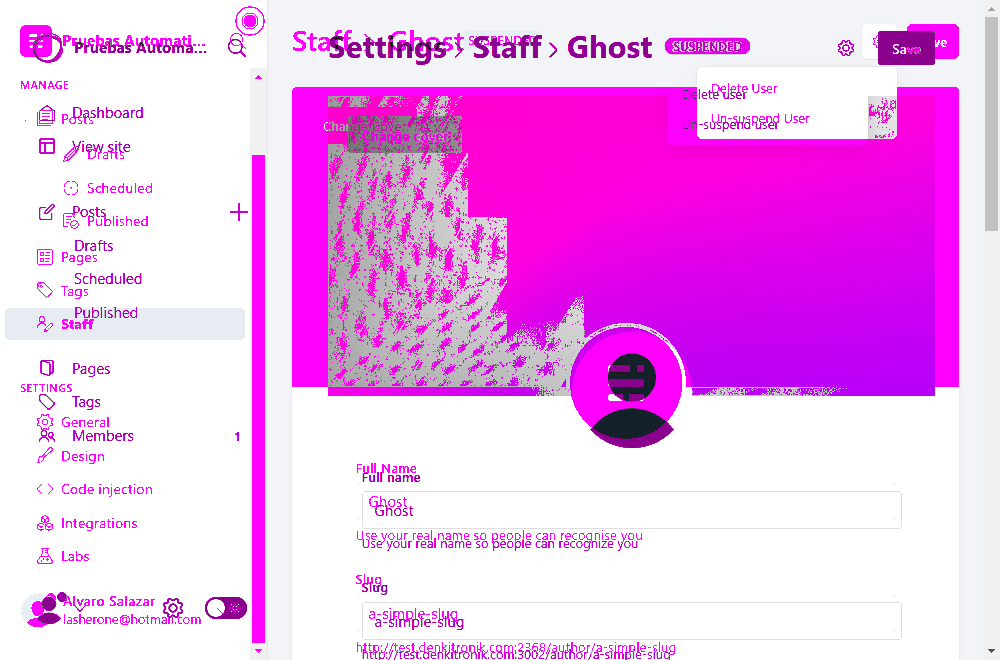 Pruebas Automati...
Pruebas Automa...
MANAGE
Dashboard
Posts
View site
Drafts
Scheduled
Posts
Published
Drafts
Pages
Scheduled
Tags
Published
Staff
Pages
SETTINGS
Tags
General
Members 1
Design
Code injection
Integrations
Labs
Alvaro Salazar
lasherone@hotmail.com
Staff › Ghost SUSPENDED
Settings › Staff › Ghost SUSPENDED
Save
Save
Delete User
Delete user
Un-suspend User
Un-suspend user
Change cover
Change cover
Full Name
Full name
Ghost
Ghost
Use your real name so people can recognise you
Use your real name so people can recognize you
Slug
Slug
a-simple-slug
a-simple-slug
http://test.denkitronik.com:2368/author/a-simple-slug
http://test.denkitronik.com:3002/author/a-simple-slug